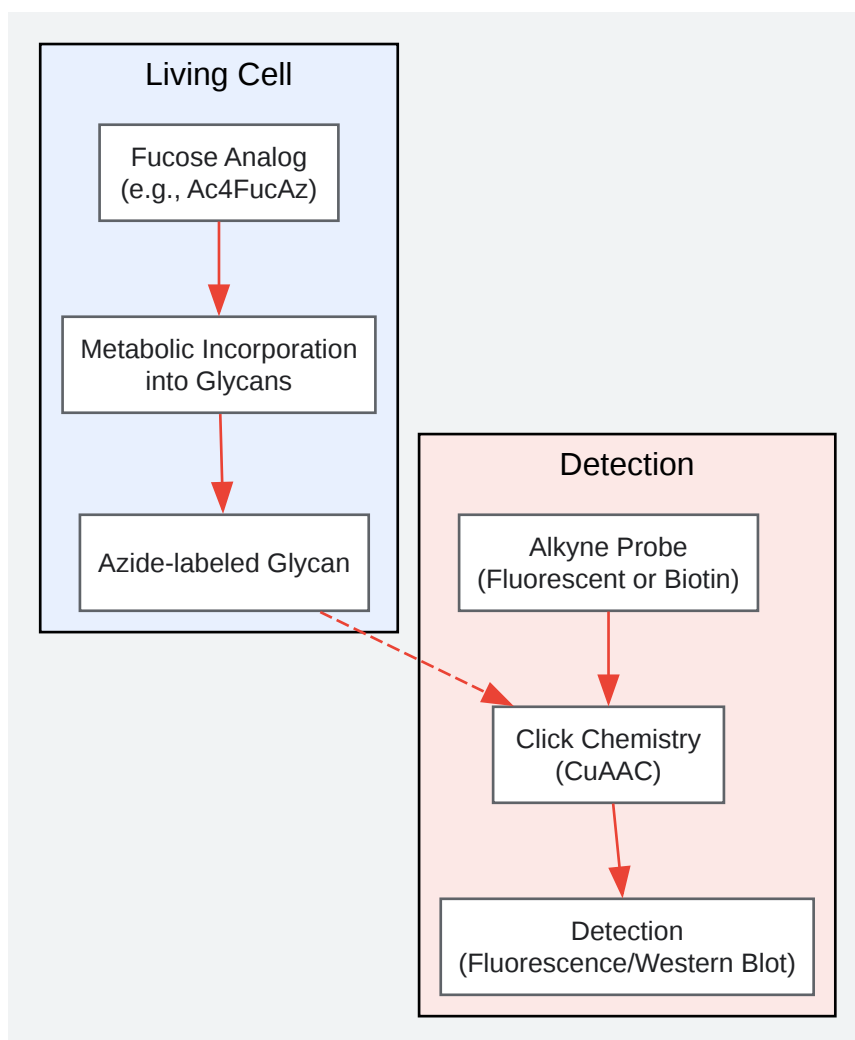 Living Cell
Fucose Analog
(e.g., Ac4FucAz)
Metabolic Incorporation
into Glycans
Azide-labeled Glycan
Detection
Alkyne Probe
(Fluorescent or Biotin)
Click Chemistry
(CuAAC)
Detection
(Fluorescence/Western Blot)